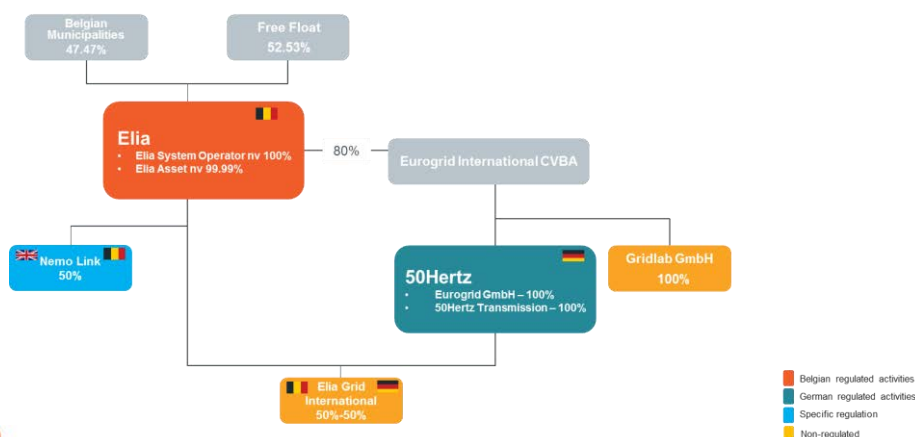 Belgian
Municipalities
47.47%
Free Float
52.53%
Elia
• Elia System Operator nv 100%
• Elia Asset nv 99.99%
80%
Eurogrid International CVBA
Nemo Link
50%
50Hertz
• Eurogrid GmbH – 100%
• 50Hertz Transmission – 100%
Gridlab GmbH
100%
Elia Grid
International
50%-50%
Belgian regulated activities
German regulated activities
Specific regulation
Non-regulated